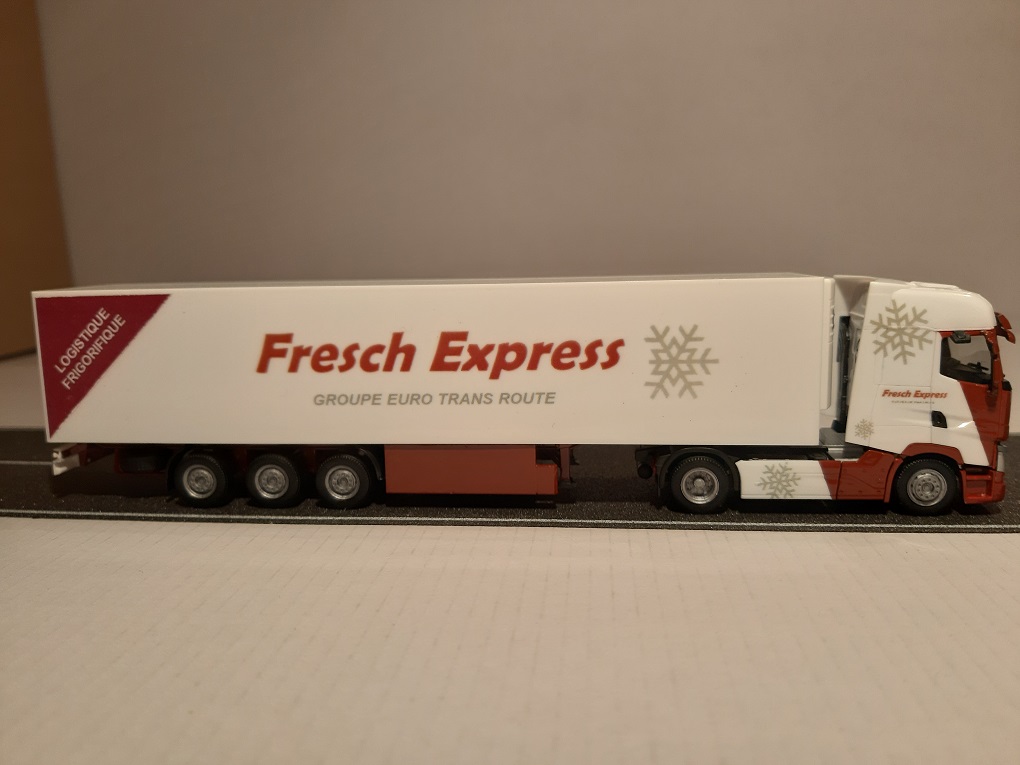 LOGISTIQUE
FRIGORIFIQUE
Fresch Express
GROUPE EURO TRANS ROUTE
Fresch Express